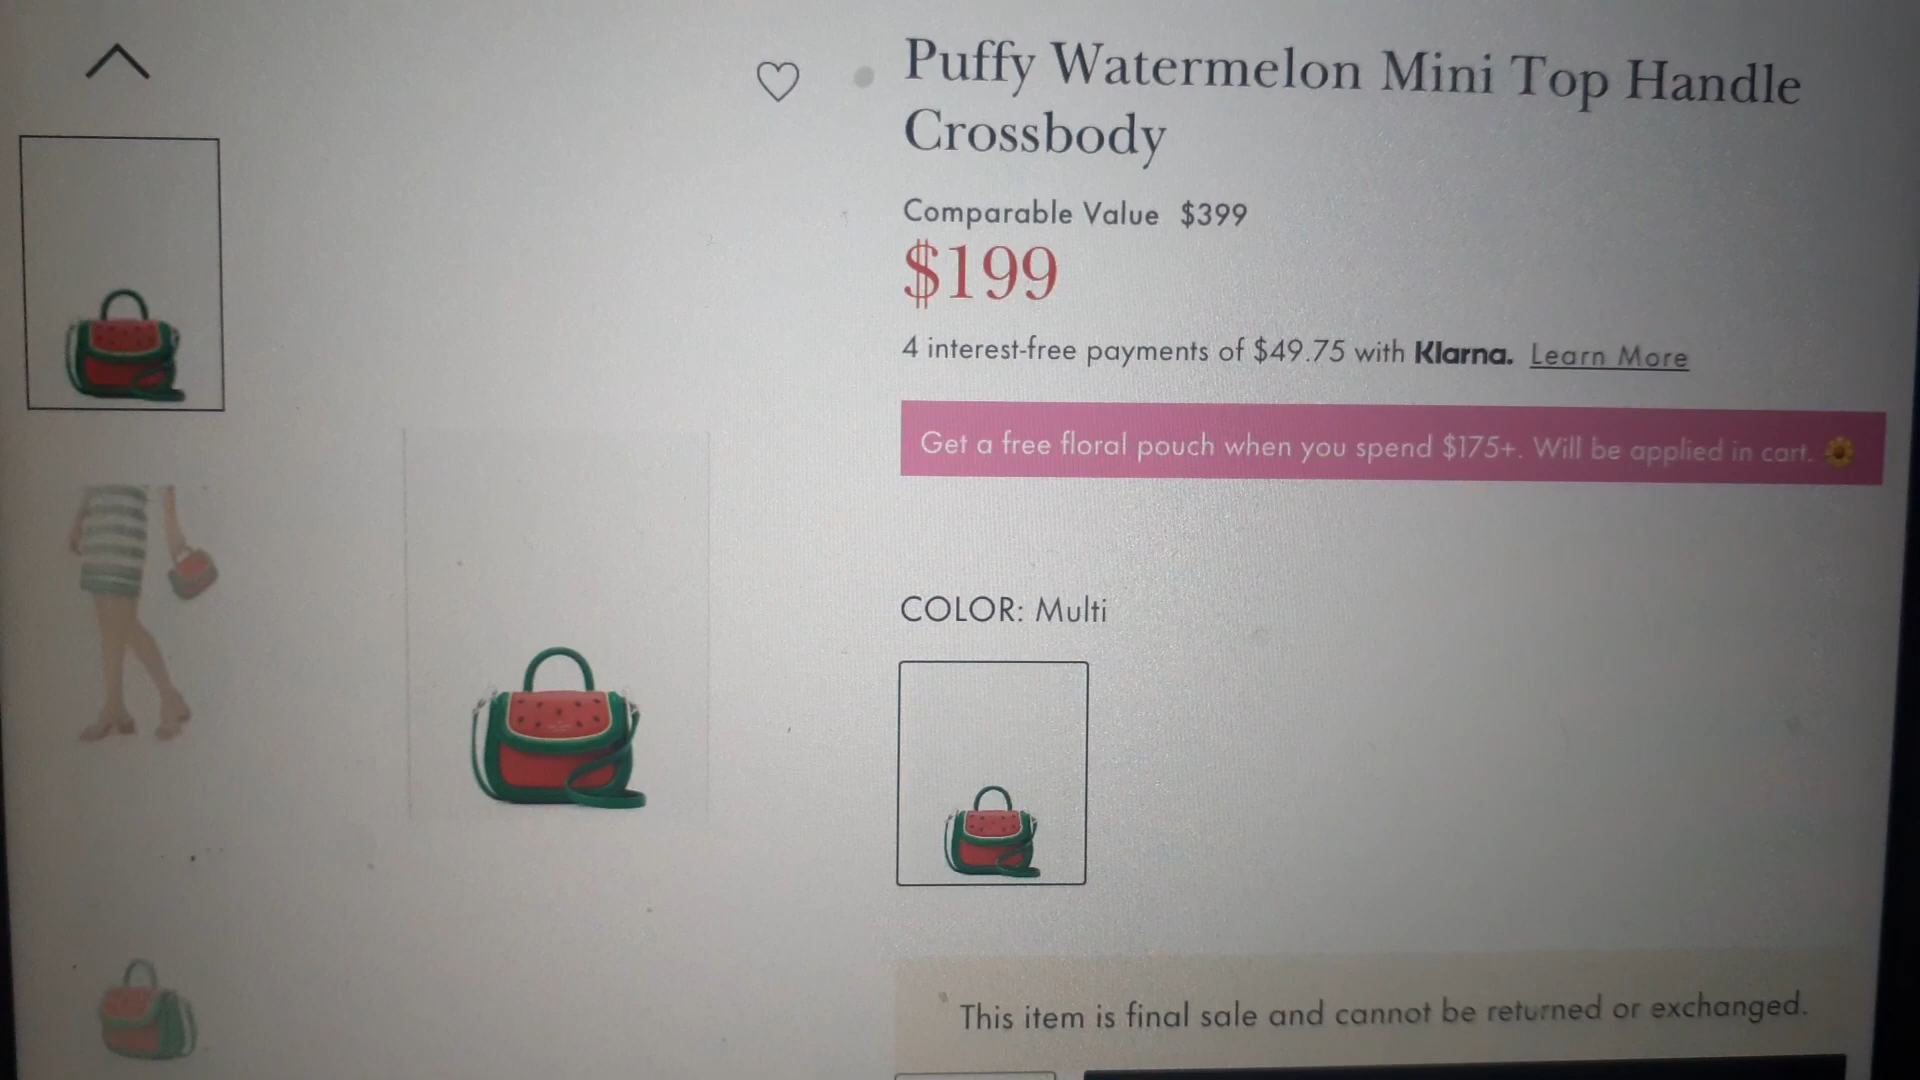 Puffy Watermelon Mini Top Handle
Crossbody
Comparable Value $399
$199
4 interest-free payments of $49.75 with Klarna. Learn More
Get a free floral pouch when you spend $175+. Will be applied in cart.
COLOR: Multi
This item is final sale and cannot be returned or exchanged.